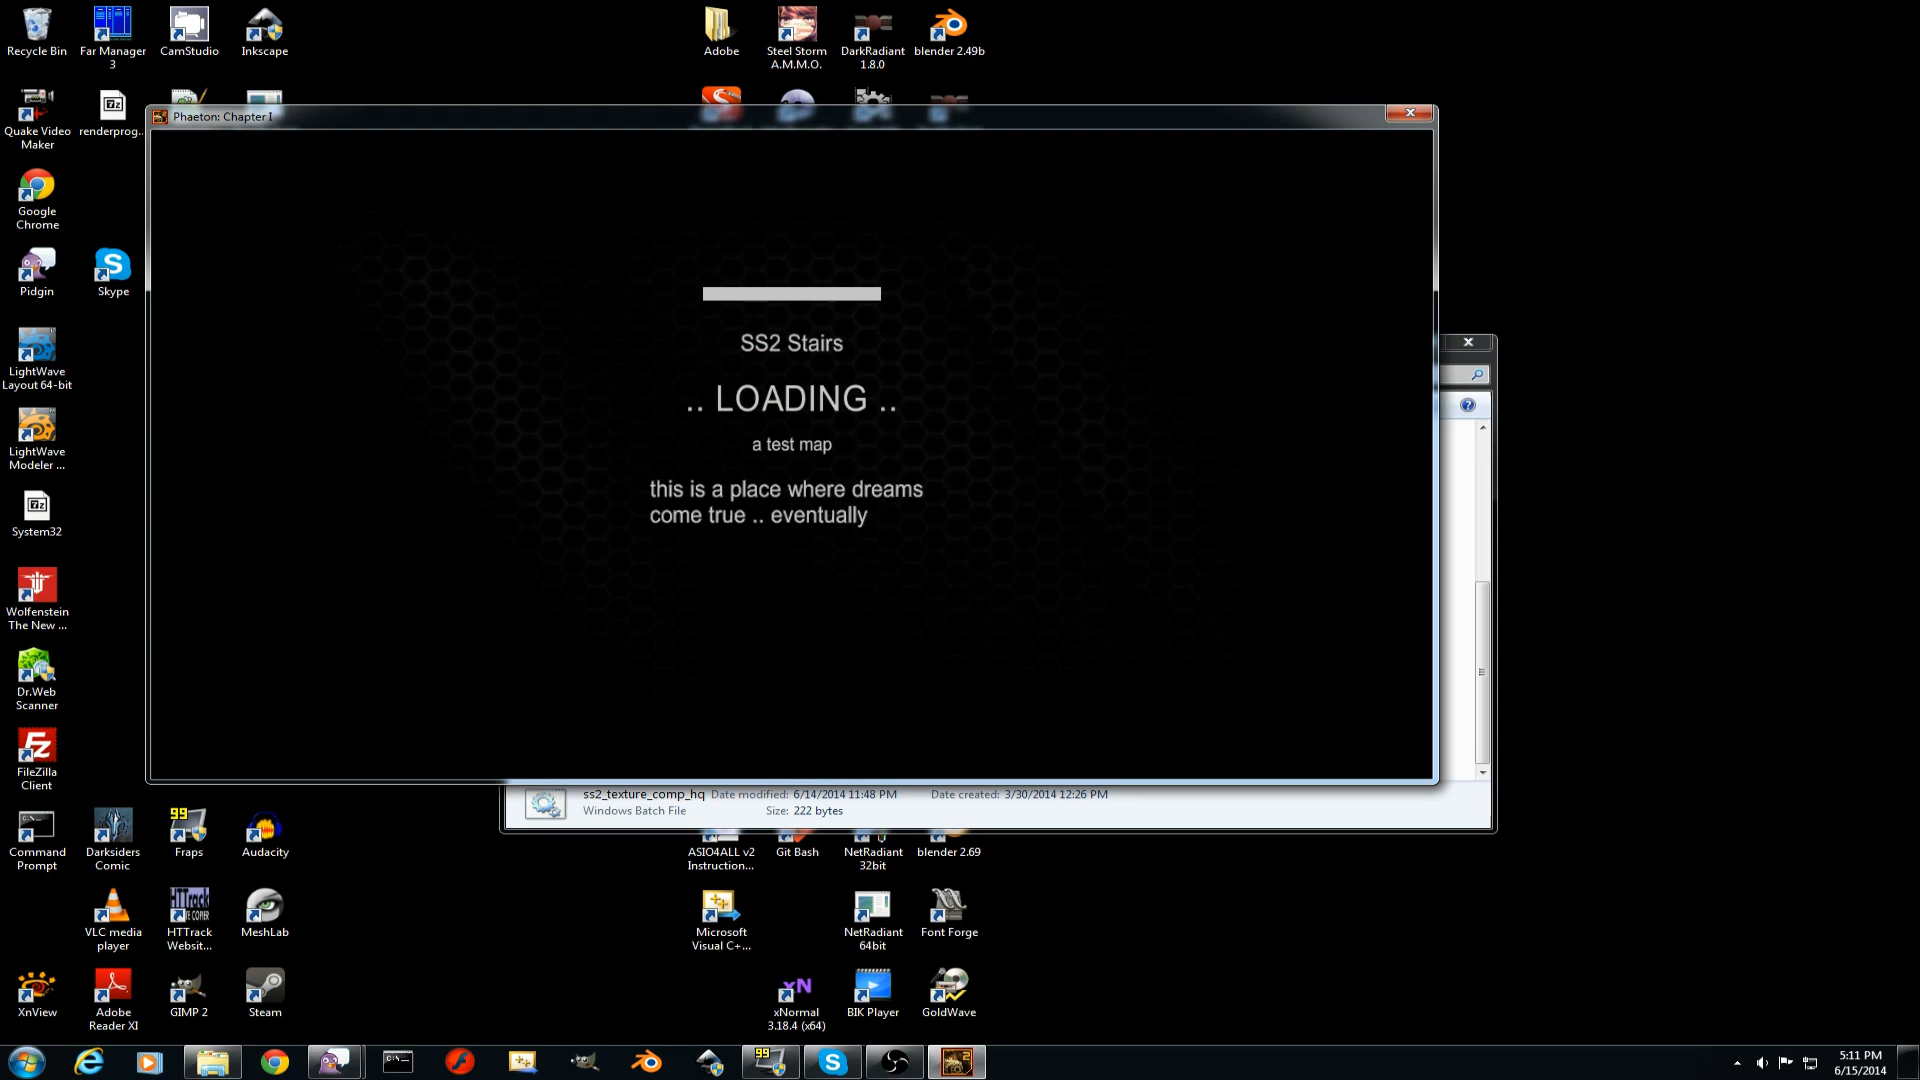 Recycle Bin
Far Manager
3
CamStudio
Inkscape
Adobe
Steel Storm
A.M.M.O.
DarkRadiant
1.8.0
blender 2.49b
Quake Video
Maker
renderprog...
Phaeton: Chapter I
Google
Chrome
Pidgin
Skype
SS2 Stairs
.. LOADING ..
a test map
this is a place where dreams
come true .. eventually
LightWave
Layout 64-bit
LightWave
Modeler ...
System32
Wolfenstein
The New ...
Dr.Web
Scanner
FileZilla
Client
ss2_texture_comp_hq Date modified: 6/14/2014 11:48 PM Date created: 3/30/2014 12:26 PM
Windows Batch File Size: 222 bytes
Command
Prompt
Darksiders
Comic
99
Fraps
Audacity
ASIO4ALL v2
Instruction...
Git Bash
NetRadiant
32bit
blender 2.69
VLC media
player
HTTrack
Websit...
MeshLab
Microsoft
Visual C+...
NetRadiant
64bit
Font Forge
XnView
Adobe
Reader XI
GIMP 2
Steam
xN
xNormal
3.18.4 (x64)
BIK Player
GoldWave
99
5:11 PM
6/15/2014